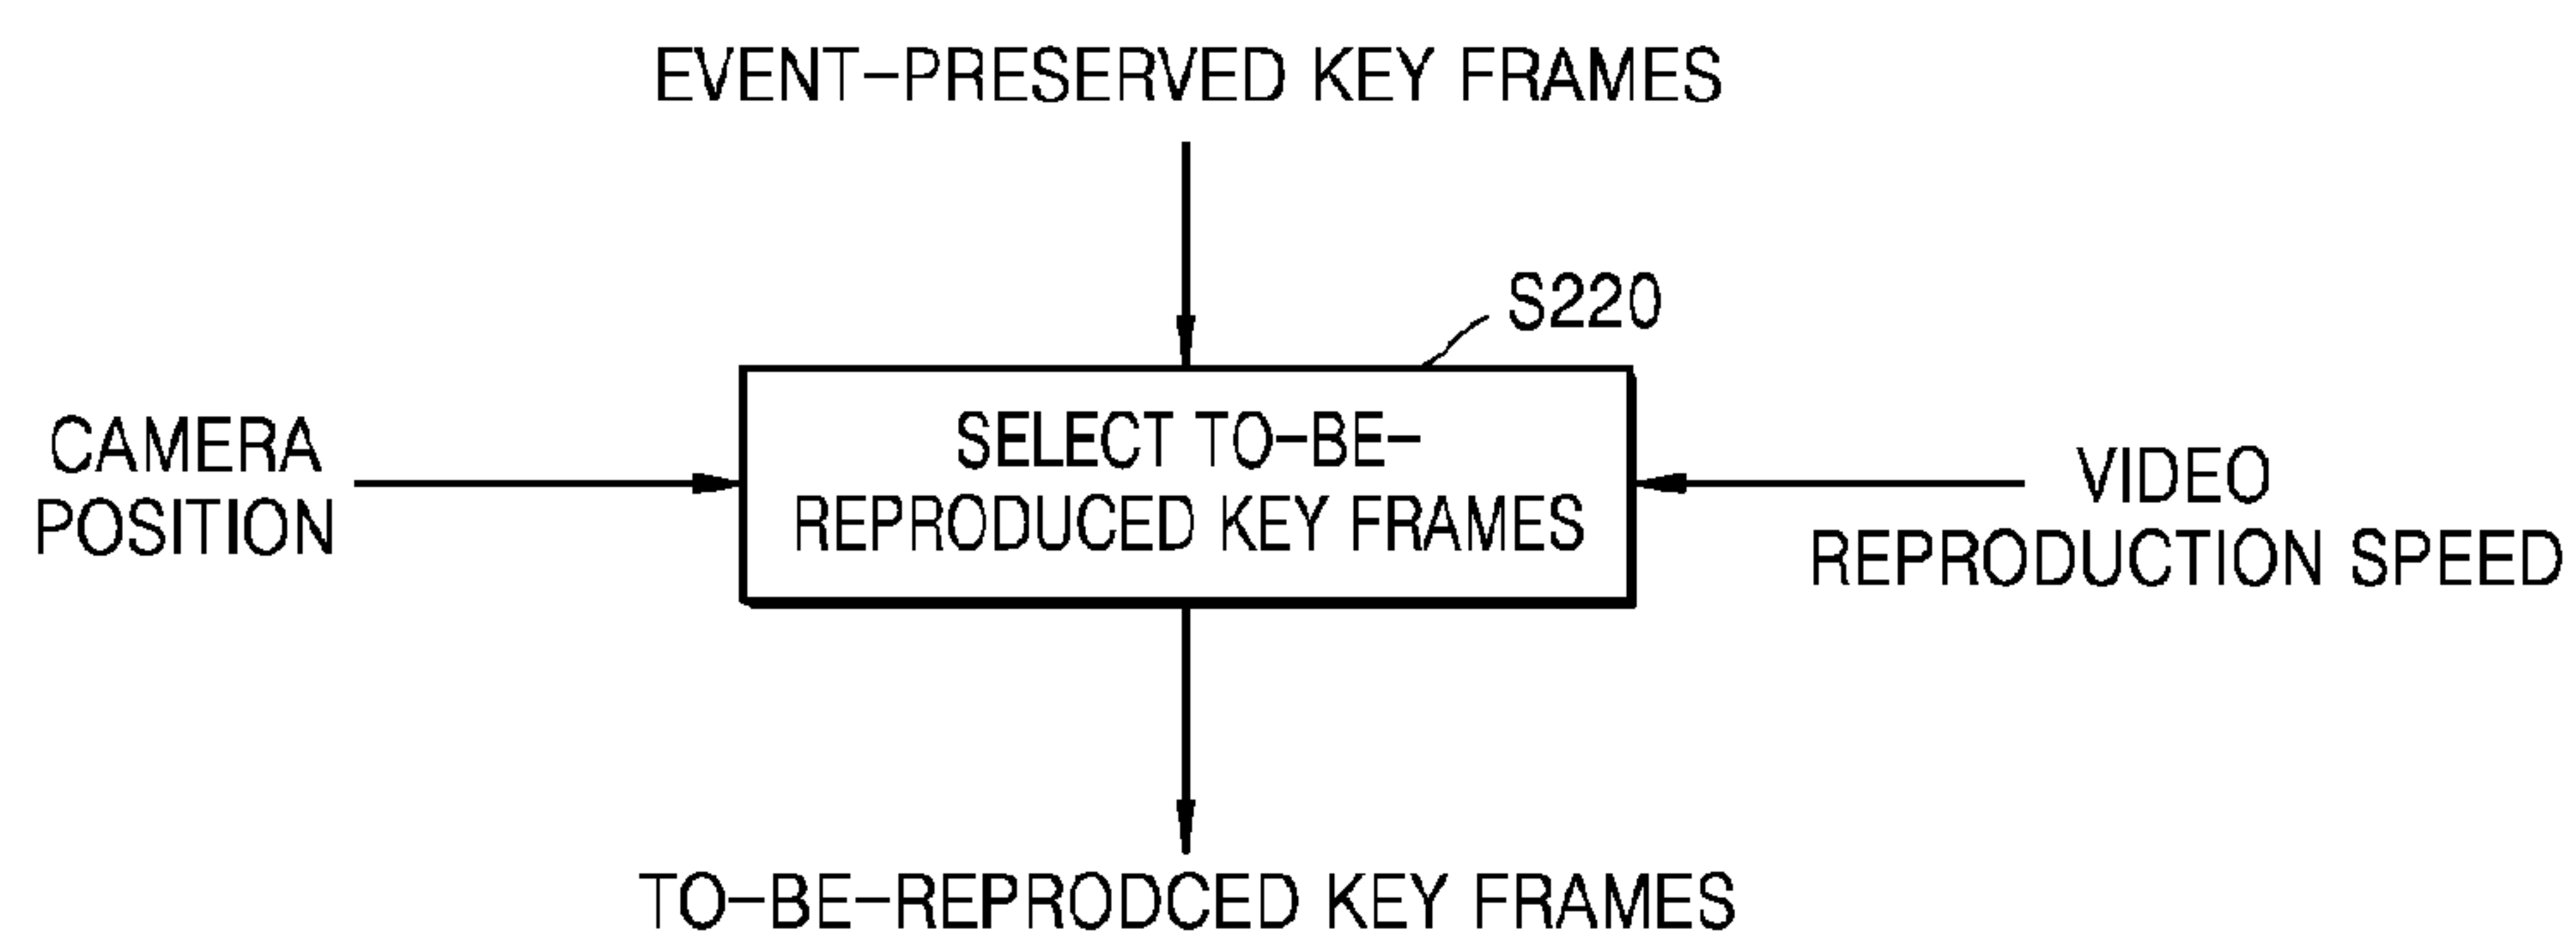 EVENT-PRESERVED KEY FRAMES
S220
CAMERA
POSITION
SELECT TO-BE-
REPRODUCED KEY FRAMES
VIDEO
REPRODUCTION SPEED
TO-BE-REPRODCED KEY FRAMES